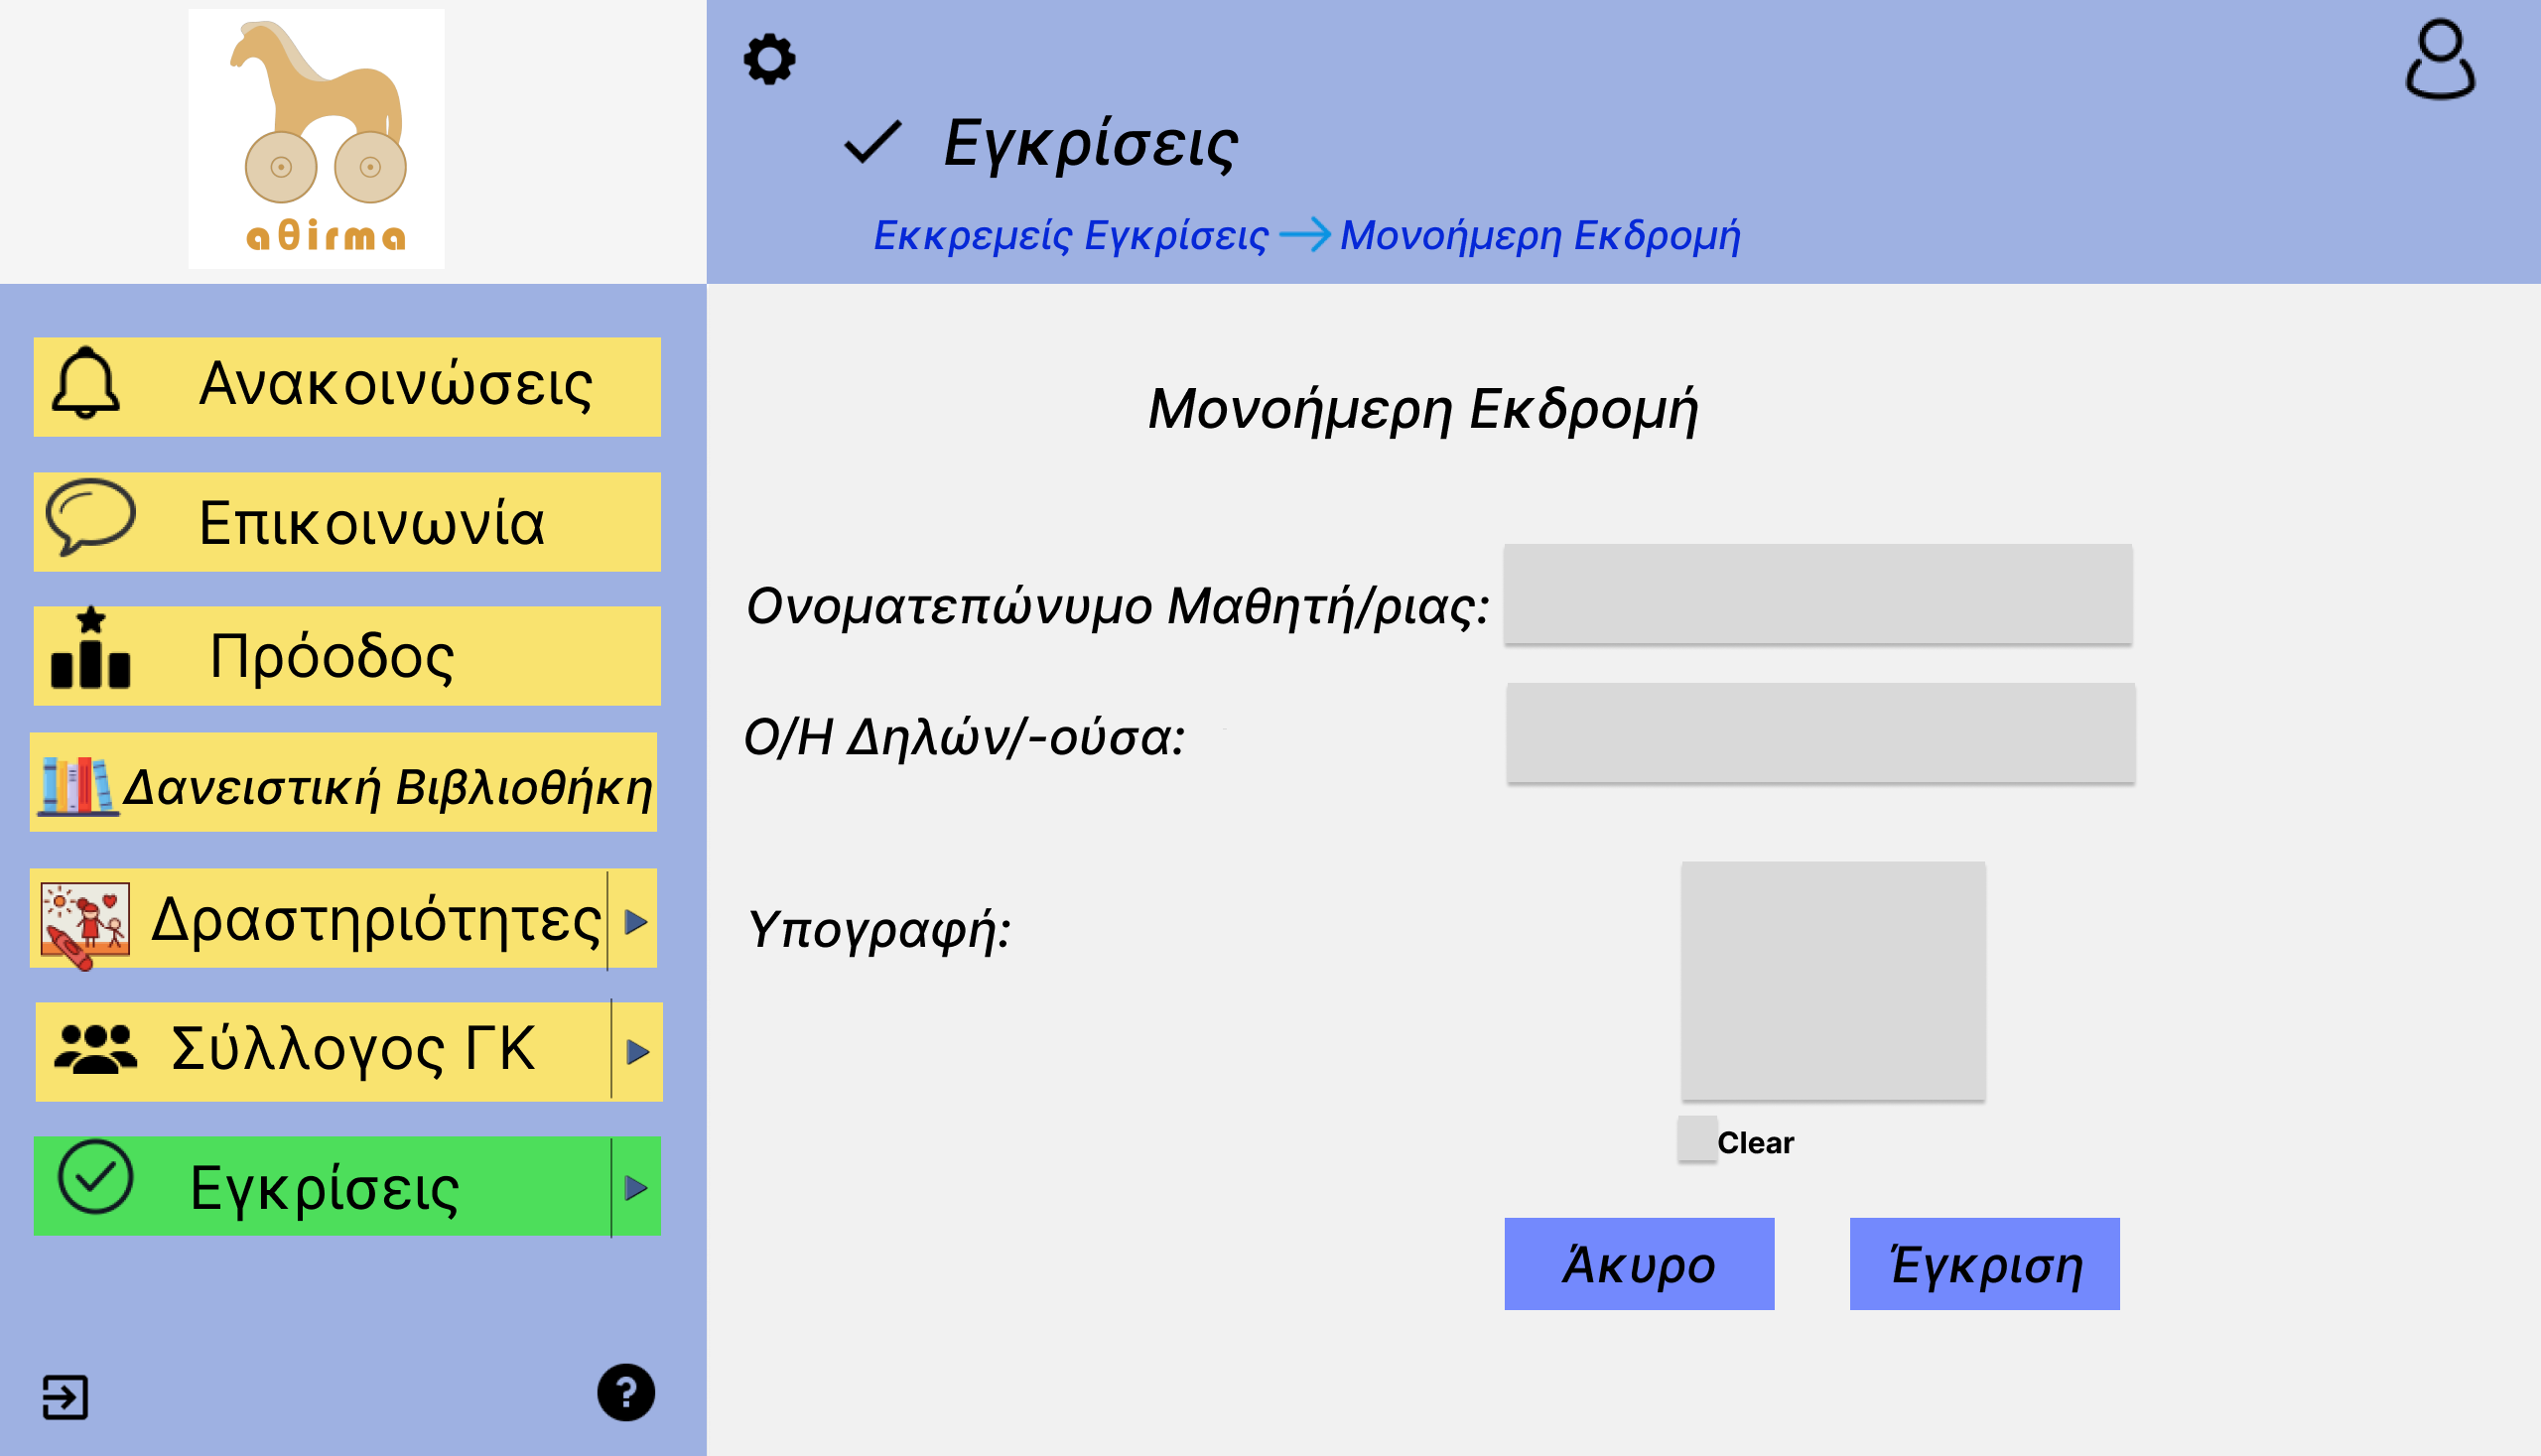 αθirma
Εγκρίσεις
Εκκρεμείς Εγκρίσεις → Μονοήμερη Εκδρομή
Ανακοινώσεις
Επικοινωνία
Πρόοδος
Δανειστική Βιβλιοθήκη
Δραστηριότητες
Σύλλογος ΓΚ
Εγκρίσεις
?
Μονοήμερη Εκδρομή
Ονοματεπώνυμο Μαθητή/ριας:
Ο/Η Δηλών/-ούσα:
Υπογραφή:
Clear
Άκυρο
Έγκριση